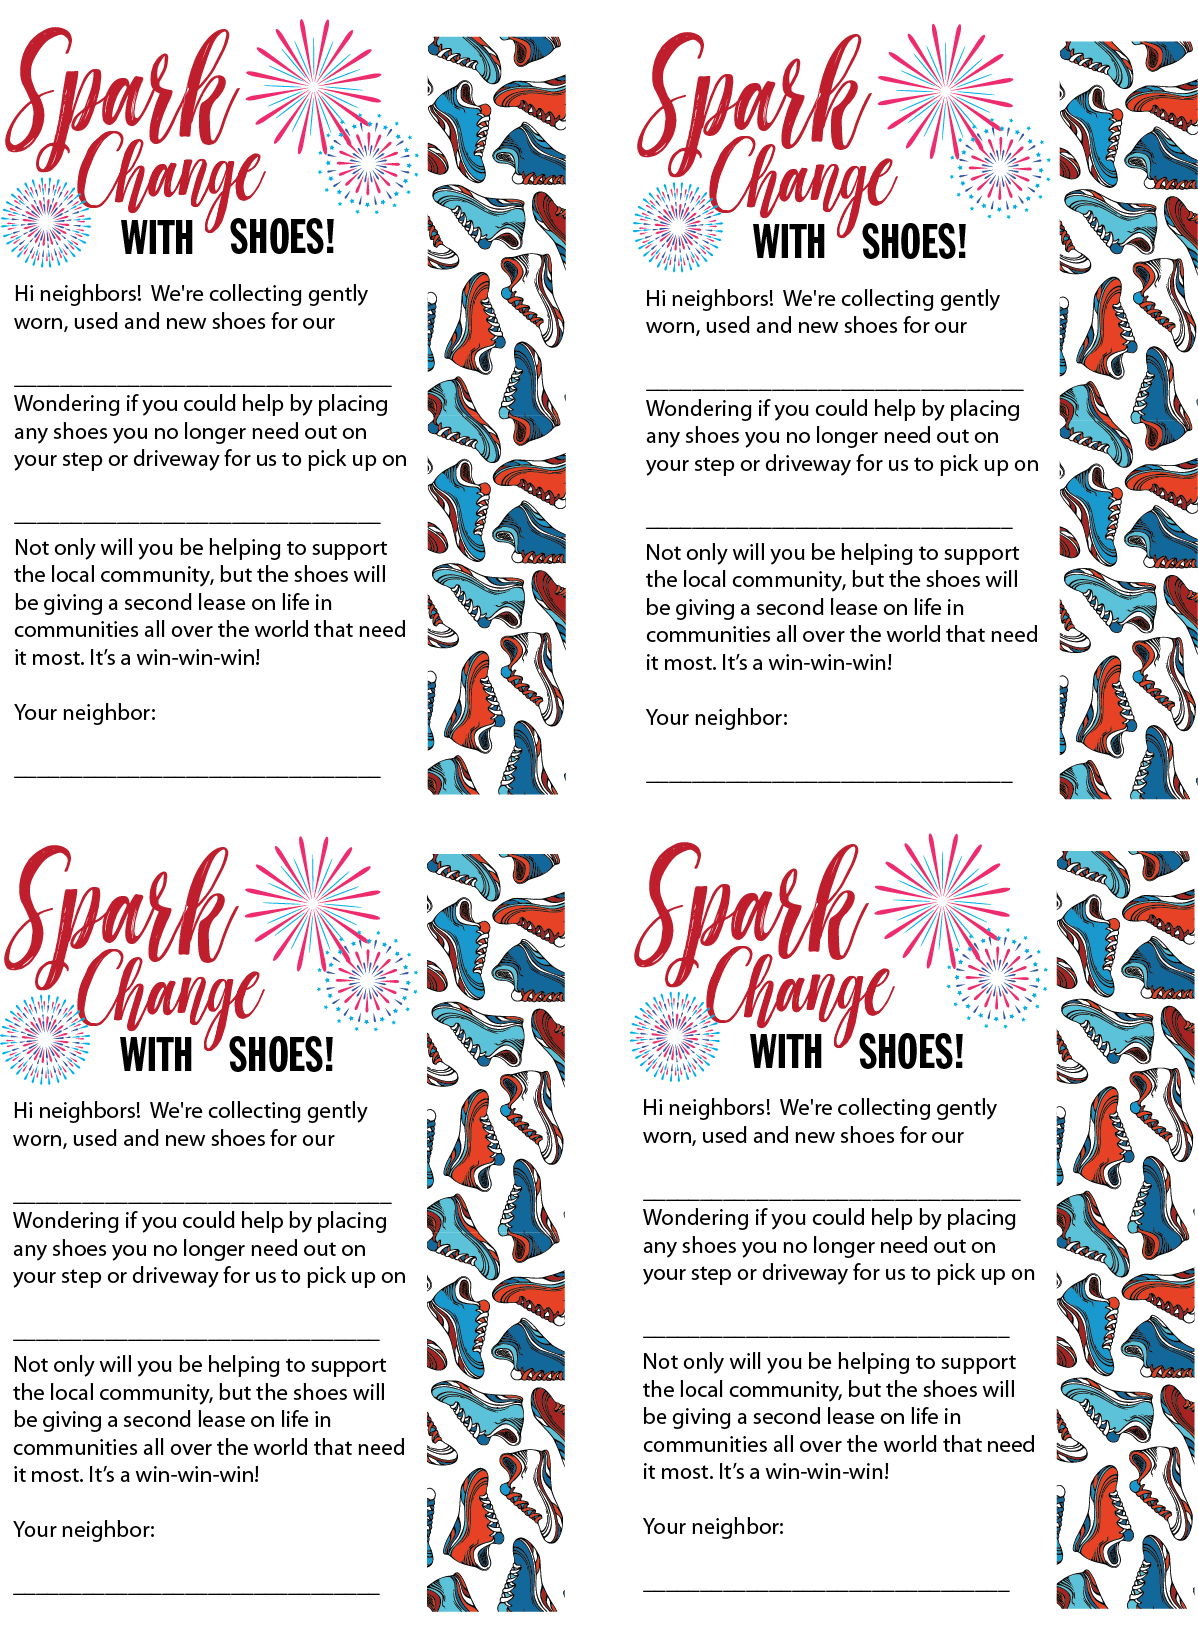 Spark
Change
WITH SHOES!
Hi neighbors!  We're collecting gently
worn, used and new shoes for our
_________________________________
Wondering if you could help by placing
any shoes you no longer need out on
your step or driveway for us to pick up on
________________________________
Not only will you be helping to support
the local community, but the shoes will
be giving a second lease on life in
communities all over the world that need
it most. It’s a win-win-win!
Your neighbor:
________________________________
Spark
Change
WITH SHOES!
Hi neighbors!  We're collecting gently
worn, used and new shoes for our
_________________________________
Wondering if you could help by placing
any shoes you no longer need out on
your step or driveway for us to pick up on
________________________________
Not only will you be helping to support
the local community, but the shoes will
be giving a second lease on life in
communities all over the world that need
it most. It’s a win-win-win!
Your neighbor:
________________________________
Spark
Change
WITH SHOES!
Hi neighbors!  We're collecting gently
worn, used and new shoes for our
_________________________________
Wondering if you could help by placing
any shoes you no longer need out on
your step or driveway for us to pick up on
________________________________
Not only will you be helping to support
the local community, but the shoes will
be giving a second lease on life in
communities all over the world that need
it most. It’s a win-win-win!
Your neighbor:
________________________________
Spark
Change
WITH SHOES!
Hi neighbors!  We're collecting gently
worn, used and new shoes for our
_________________________________
Wondering if you could help by placing
any shoes you no longer need out on
your step or driveway for us to pick up on
________________________________
Not only will you be helping to support
the local community, but the shoes will
be giving a second lease on life in
communities all over the world that need
it most. It’s a win-win-win!
Your neighbor:
________________________________